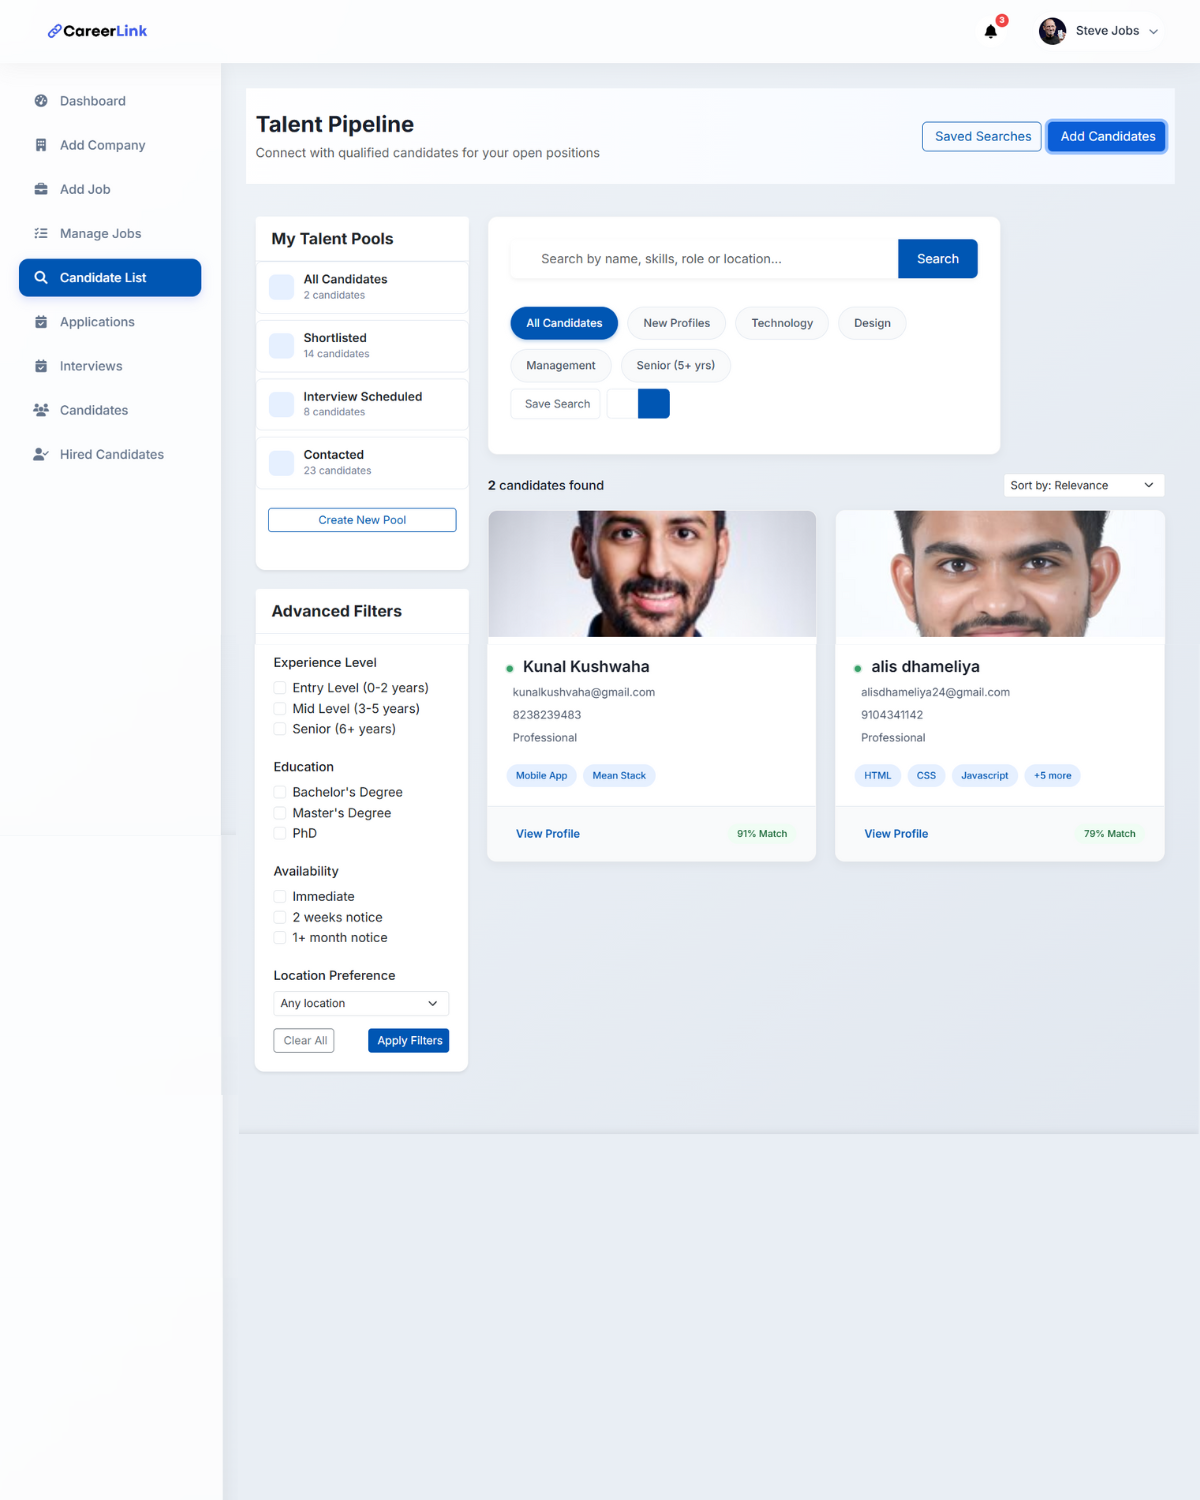 CareerLink
3
Steve Jobs
Dashboard
Add Company
Add Job
Manage Jobs
Candidate List
Applications
Interviews
Candidates
Hired Candidates
Talent Pipeline
Connect with qualified candidates for your open positions
Saved Searches
Add Candidates
My Talent Pools
All Candidates
2 candidates
Shortlisted
14 candidates
Interview Scheduled
8 candidates
Contacted
23 candidates
Create New Pool
Advanced Filters
Experience Level
Entry Level (0-2 years)
Mid Level (3-5 years)
Senior (6+ years)
Education
Bachelor's Degree
Master's Degree
PhD
Availability
Immediate
2 weeks notice
1+ month notice
Location Preference
Any location
Clear All
Apply Filters
Search by name, skills, role or location...
Search
All Candidates
New Profiles
Technology
Design
Management
Senior (5+ yrs)
Save Search
2 candidates found
Sort by: Relevance
Kunal Kushwaha
kunalkushvaha@gmail.com
8238239483
Professional
Mobile App
Mean Stack
View Profile
91% Match
alis dhameliya
alisdhameliya24@gmail.com
9104341142
Professional
HTML
CSS
Javascript
+5 more
View Profile
79% Match